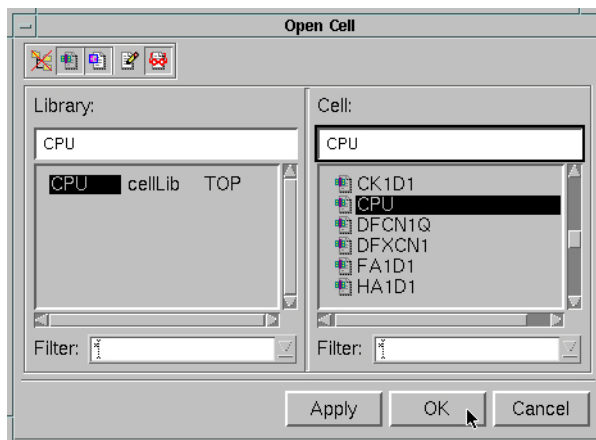 Open Cell
Library:
Cell:
CPU
CPU
CPU cellLib TOP
CK1D1
CPU
DFCN1Q
DFXCN1
FA1D1
HA1D1
Filter:
Filter:
Apply OK Cancel